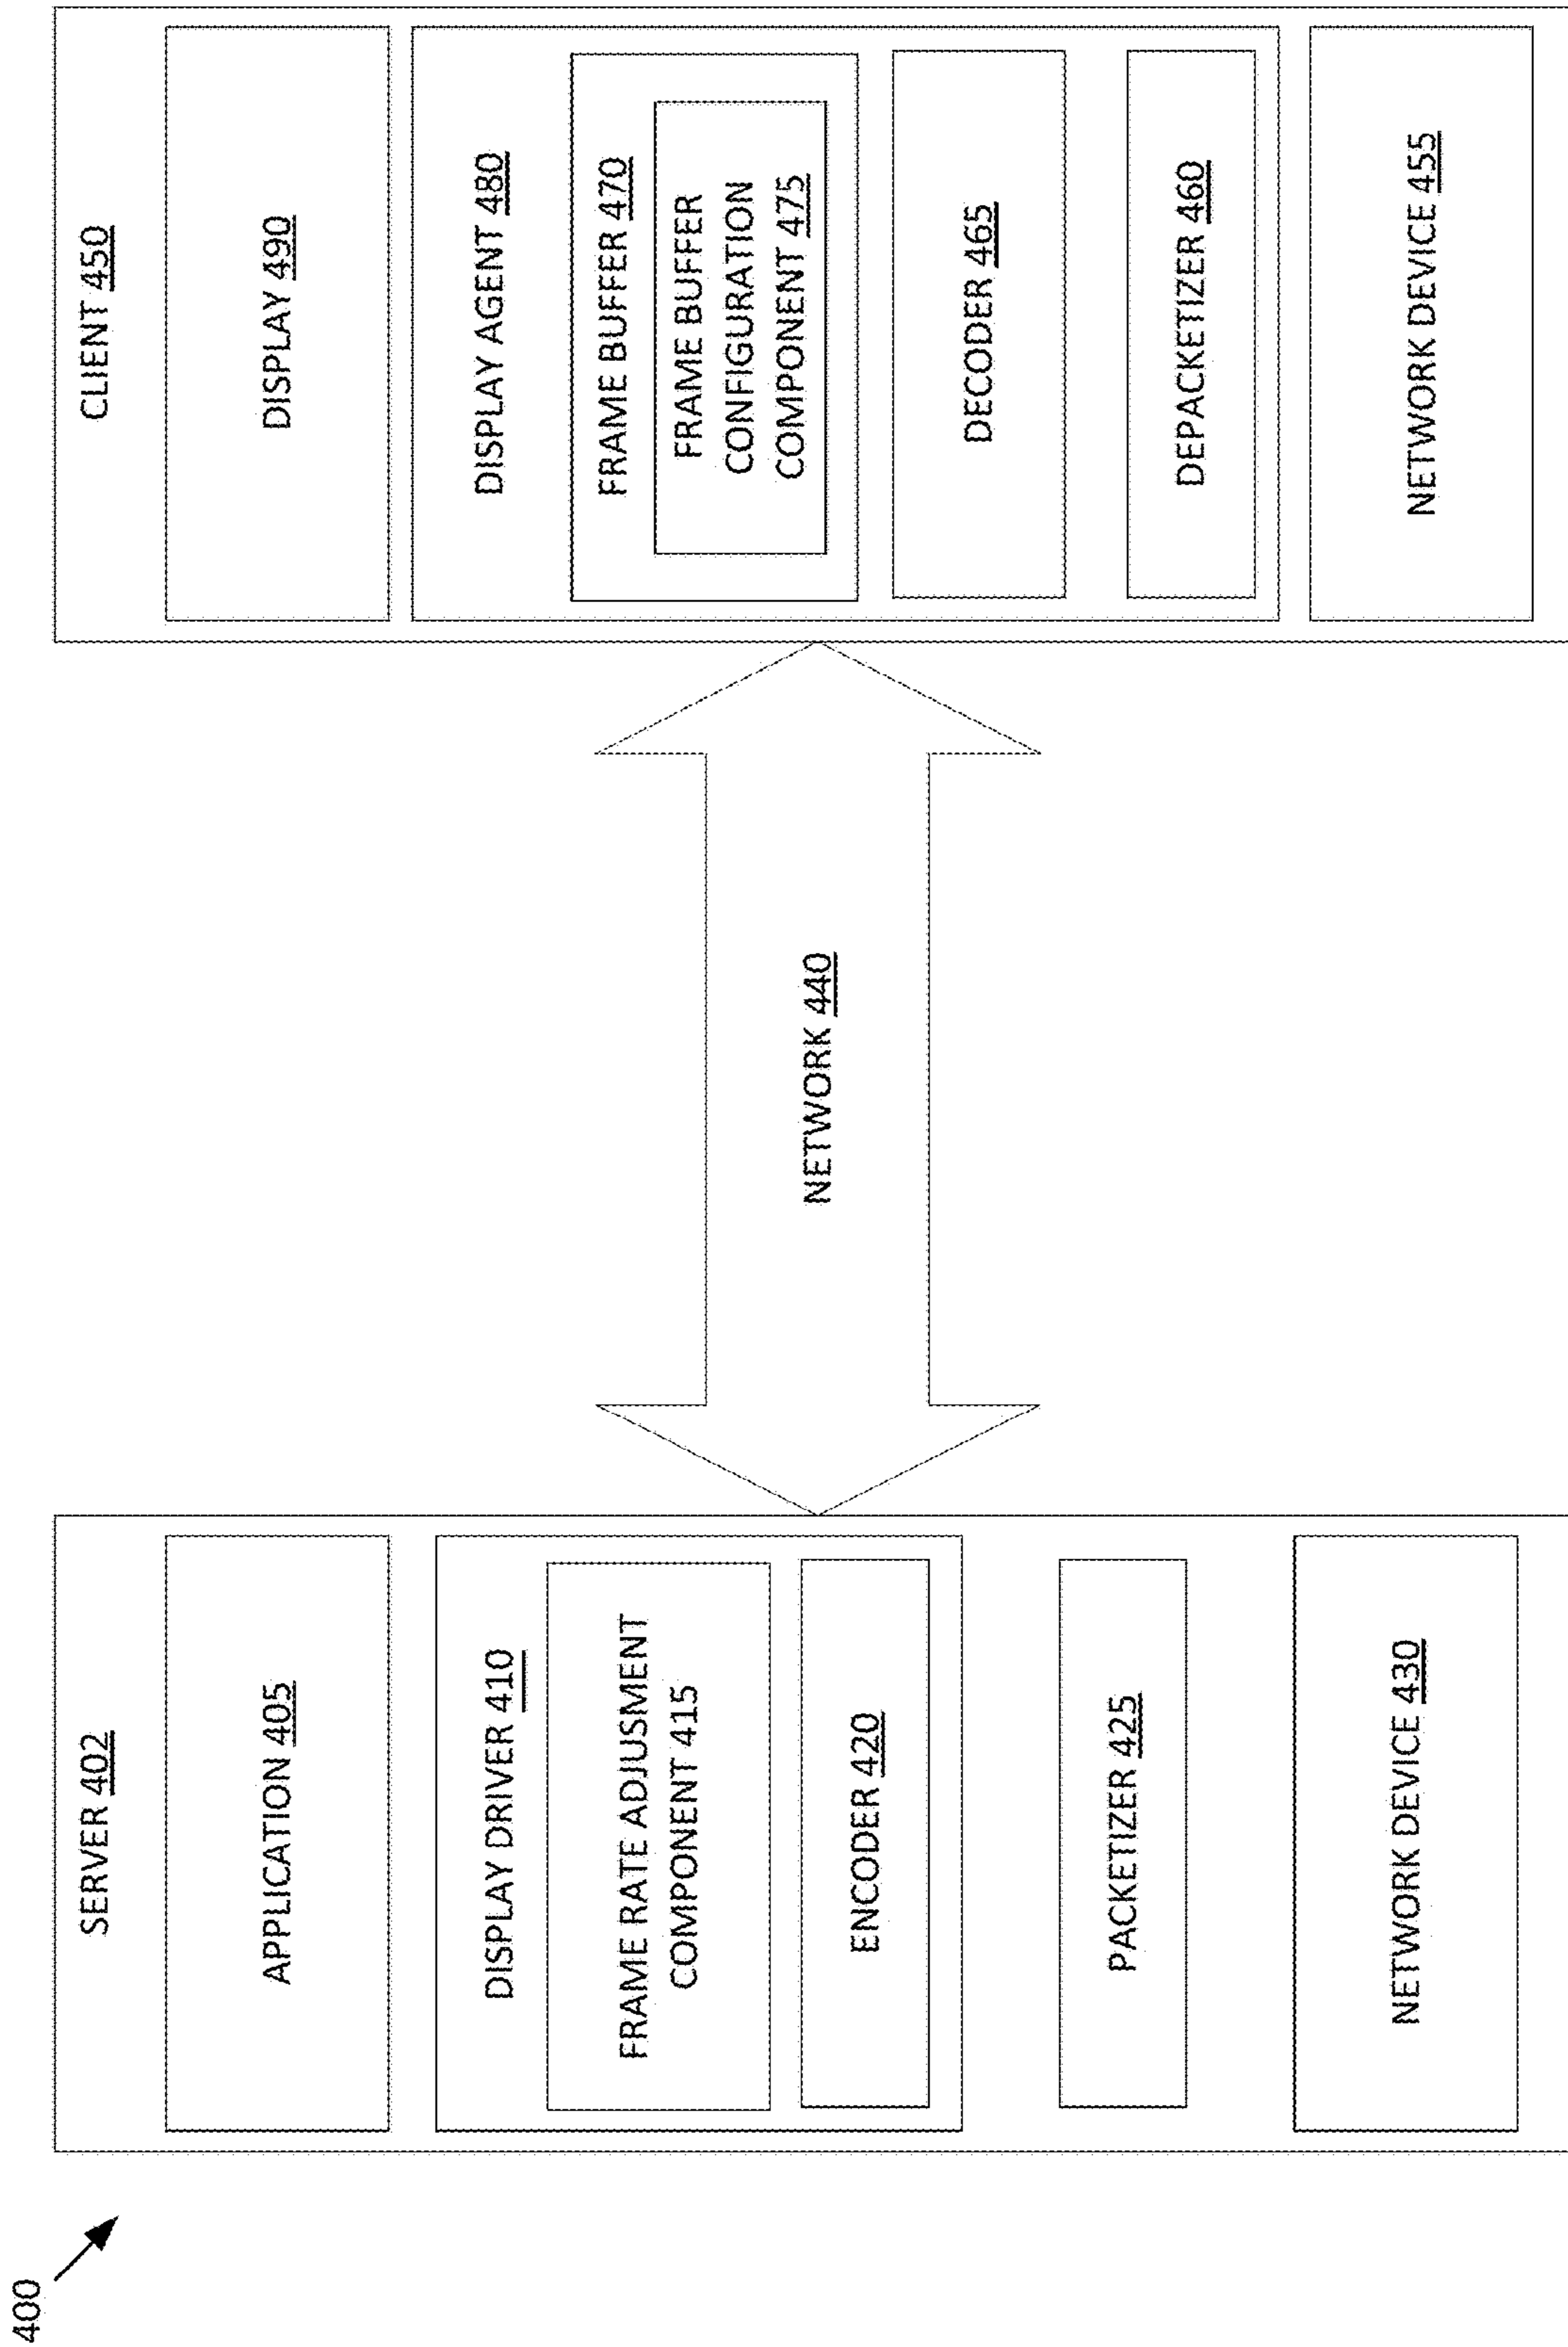 400
SERVER 402
APPLICATION 405
DISPLAY DRIVER 410
FRAME RATE ADJUSMENT
COMPONENT 415
ENCODER 420
PACKETIZER 425
NETWORK DEVICE 430
NETWORK 440
CLIENT 450
DISPLAY 490
DISPLAY AGENT 480
FRAME BUFFER 470
FRAME BUFFER
CONFIGURATION
COMPONENT 475
DECODER 465
DEPACKETIZER 460
NETWORK DEVICE 455